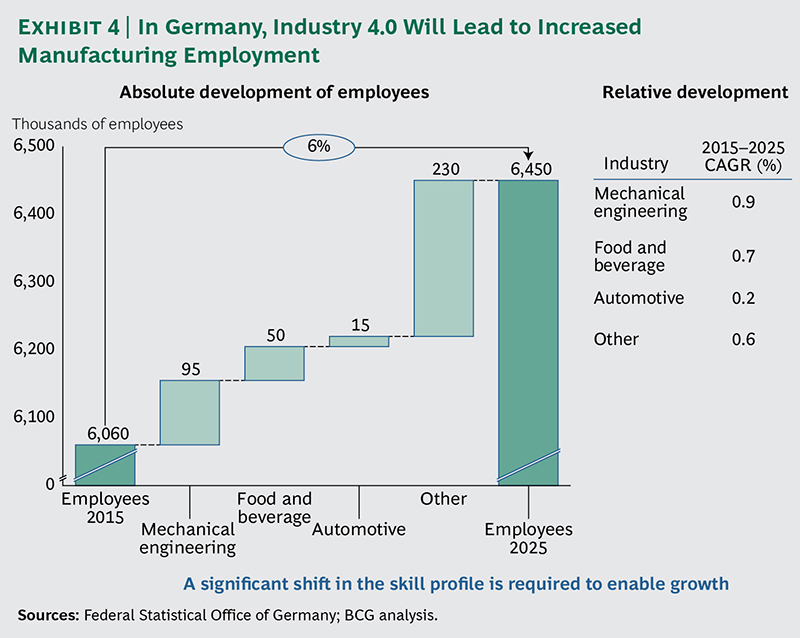 EXHIBIT 4 | In Germany, Industry 4.0 Will Lead to Increased
Manufacturing Employment
Absolute development of employees
Relative development
Thousands of employees
6,500
6%
6,400
6,300
6,200
6,100
0
6,060
95
50
15
230
6,450
Employees
2015
Mechanical
engineering
Food and
beverage
Automotive
Other
Employees
2025
Industry
2015–2025
CAGR (%)
Mechanical
engineering
0.9
Food and
beverage
0.7
Automotive
0.2
Other
0.6
A significant shift in the skill profile is required to enable growth
Sources: Federal Statistical Office of Germany; BCG analysis.